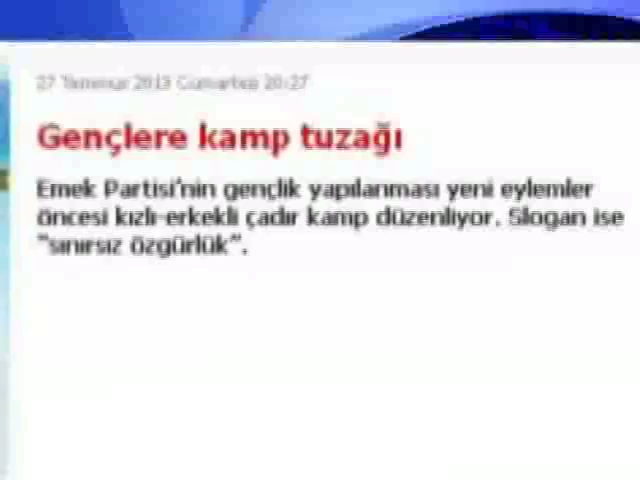 27 Temmuz 2013 Cumartesi 20:27
Gençlere kamp tuzağı
Emek Partisi'nin gençlik yapılanması yeni eylemler
öncesi kızlı-erkekli çadır kamp düzenliyor. Slogan ise
"sınırsız özgürlük".